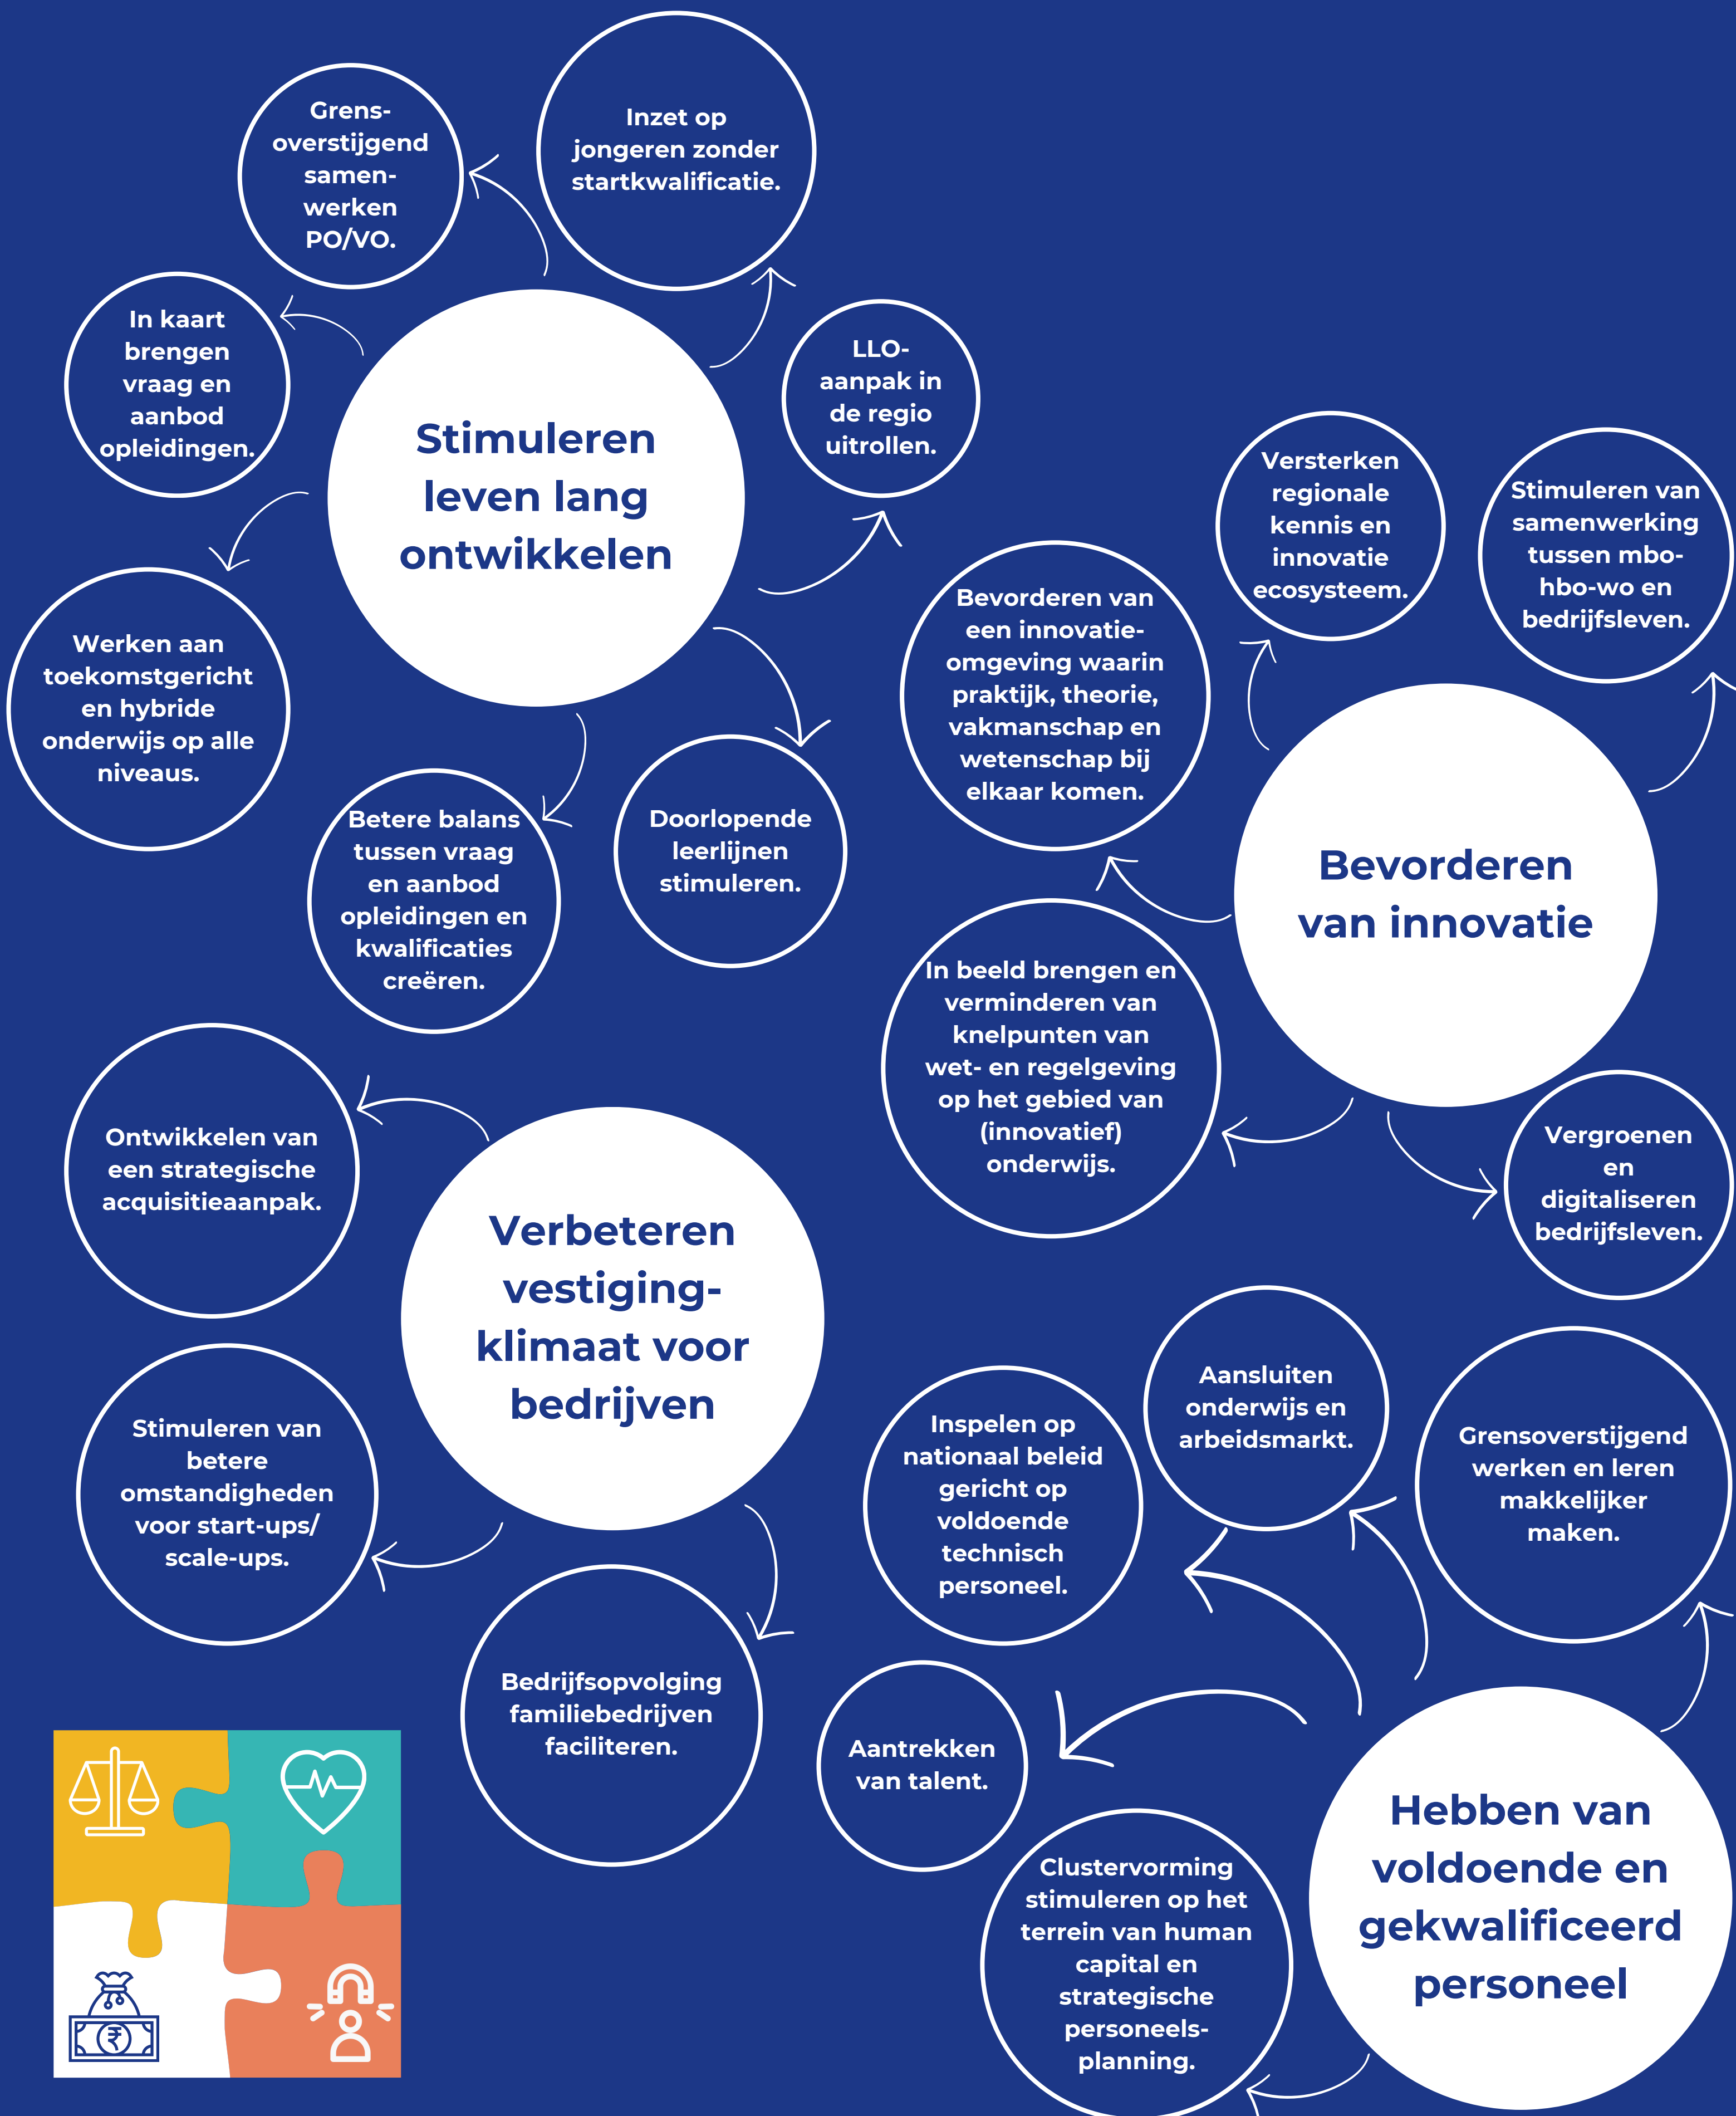 Grens-
overstijgend
samen-
werken
PO/VO.
Inzet op
jongeren zonder
startkwalificatie.
In kaart
brengen
vraag en
aanbod
opleidingen.
LLO-
aanpak in
de regio
uitrollen.
Stimuleren
leven lang
ontwikkelen
Werken aan
toekomstgericht
en hybride
onderwijs op alle
niveaus.
Betere balans
tussen vraag
en aanbod
opleidingen en
kwalificaties
creëren.
Doorlopende
leerlijnen
stimuleren.
Versterken
regionale
kennis en
innovatie
ecosysteem.
Stimuleren van
samenwerking
tussen mbo-
hbo-wo en
bedrijfsleven.
Bevorderen van
een innovatie-
omgeving waarin
praktijk, theorie,
vakmanschap en
wetenschap bij
elkaar komen.
Bevorderen
van innovatie
In beeld brengen en
verminderen van
knelpunten van
wet- en regelgeving
op het gebied van
(innovatief)
onderwijs.
Vergroenen
en
digitaliseren
bedrijfsleven.
Ontwikkelen van
een strategische
acquisitieaanpak.
Verbeteren
vestiging-
klimaat voor
bedrijven
Stimuleren van
betere
omstandigheden
voor start-ups/
scale-ups.
Bedrijfsopvolging
familiebedrijven
faciliteren.
Inspelen op
nationaal beleid
gericht op
voldoende
technisch
personeel.
Aansluiten
onderwijs en
arbeidsmarkt.
Grensoverstijgend
werken en leren
makkelijker
maken.
Aantrekken
van talent.
Hebben van
voldoende en
gekwalificeerd
personeel
Clustervorming
stimuleren op het
terrein van human
capital en
strategische
personeels-
planning.
₹